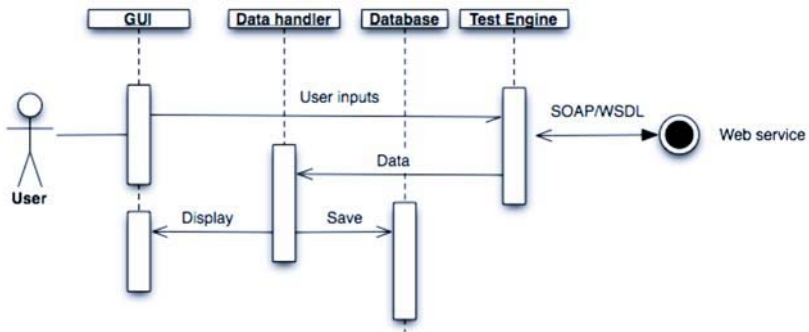 GUI
Data handler
Database
Test Engine
User inputs
SOAP/WSDL
Web service
Data
User
Display
Save